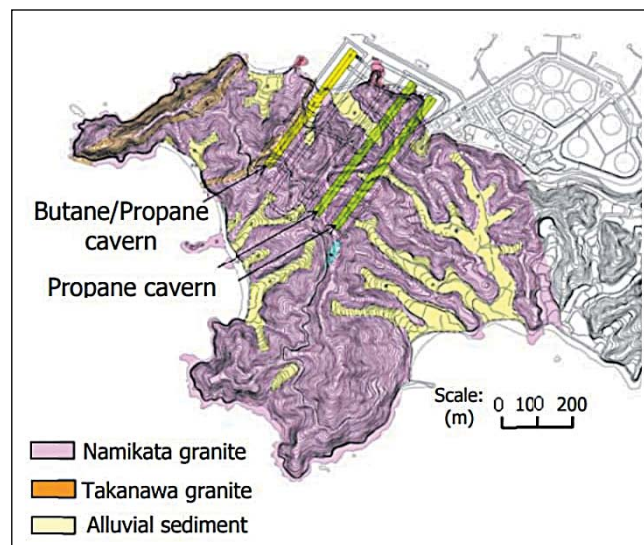 Butane/Propane
cavern
Propane cavern
Scale:
(m)
0 100 200
Namikata granite
Takanawa granite
Alluvial sediment